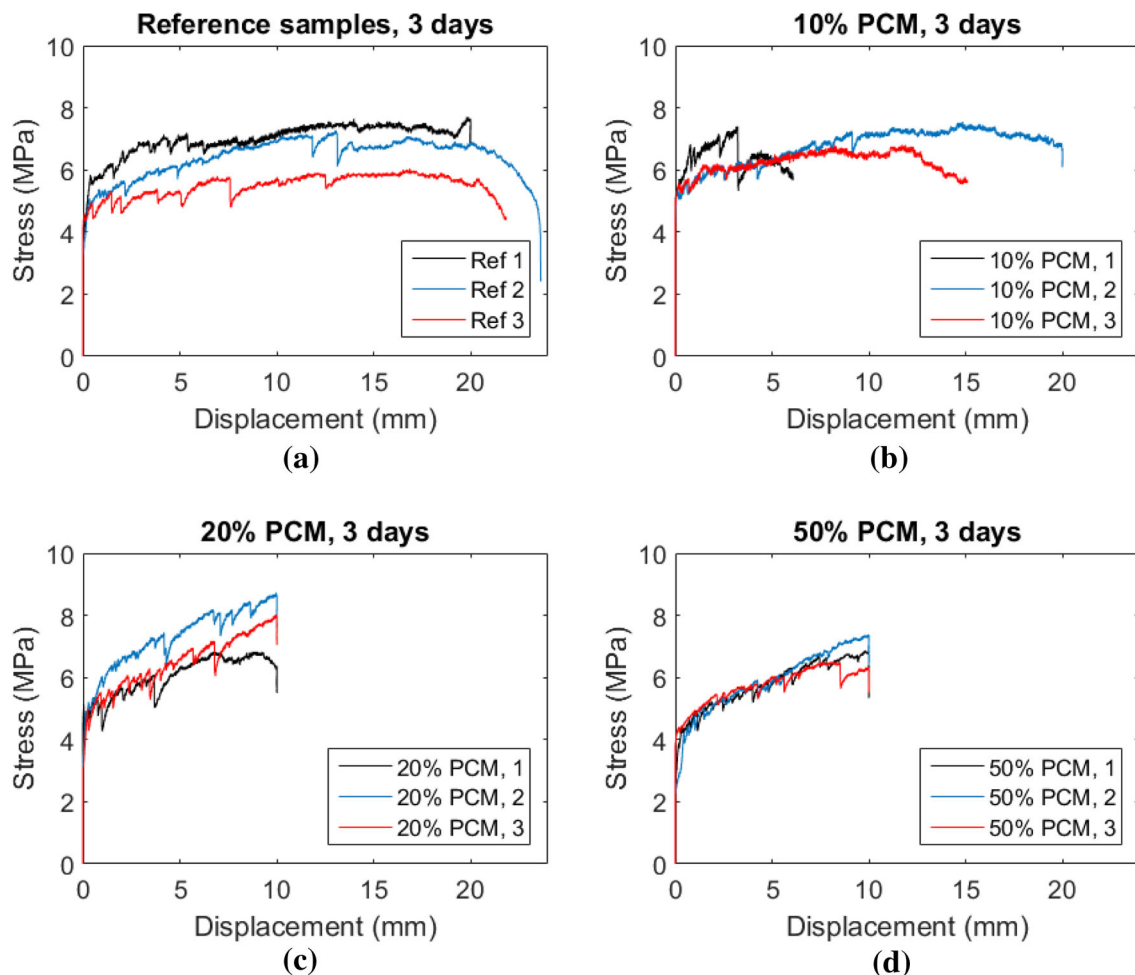 Reference samples, 3 days
10
8
6
4
2
0
Stress (MPa)
Ref 1
Ref 2
Ref 3
0 5 10 15 20
Displacement (mm)
(a)
10% PCM, 3 days
10
8
6
4
2
0
Stress (MPa)
10% PCM, 1
10% PCM, 2
10% PCM, 3
0 5 10 15 20
Displacement (mm)
(b)
20% PCM, 3 days
10
8
6
4
2
0
Stress (MPa)
20% PCM, 1
20% PCM, 2
20% PCM, 3
0 5 10 15 20
Displacement (mm)
(c)
50% PCM, 3 days
10
8
6
4
2
0
Stress (MPa)
50% PCM, 1
50% PCM, 2
50% PCM, 3
0 5 10 15 20
Displacement (mm)
(d)